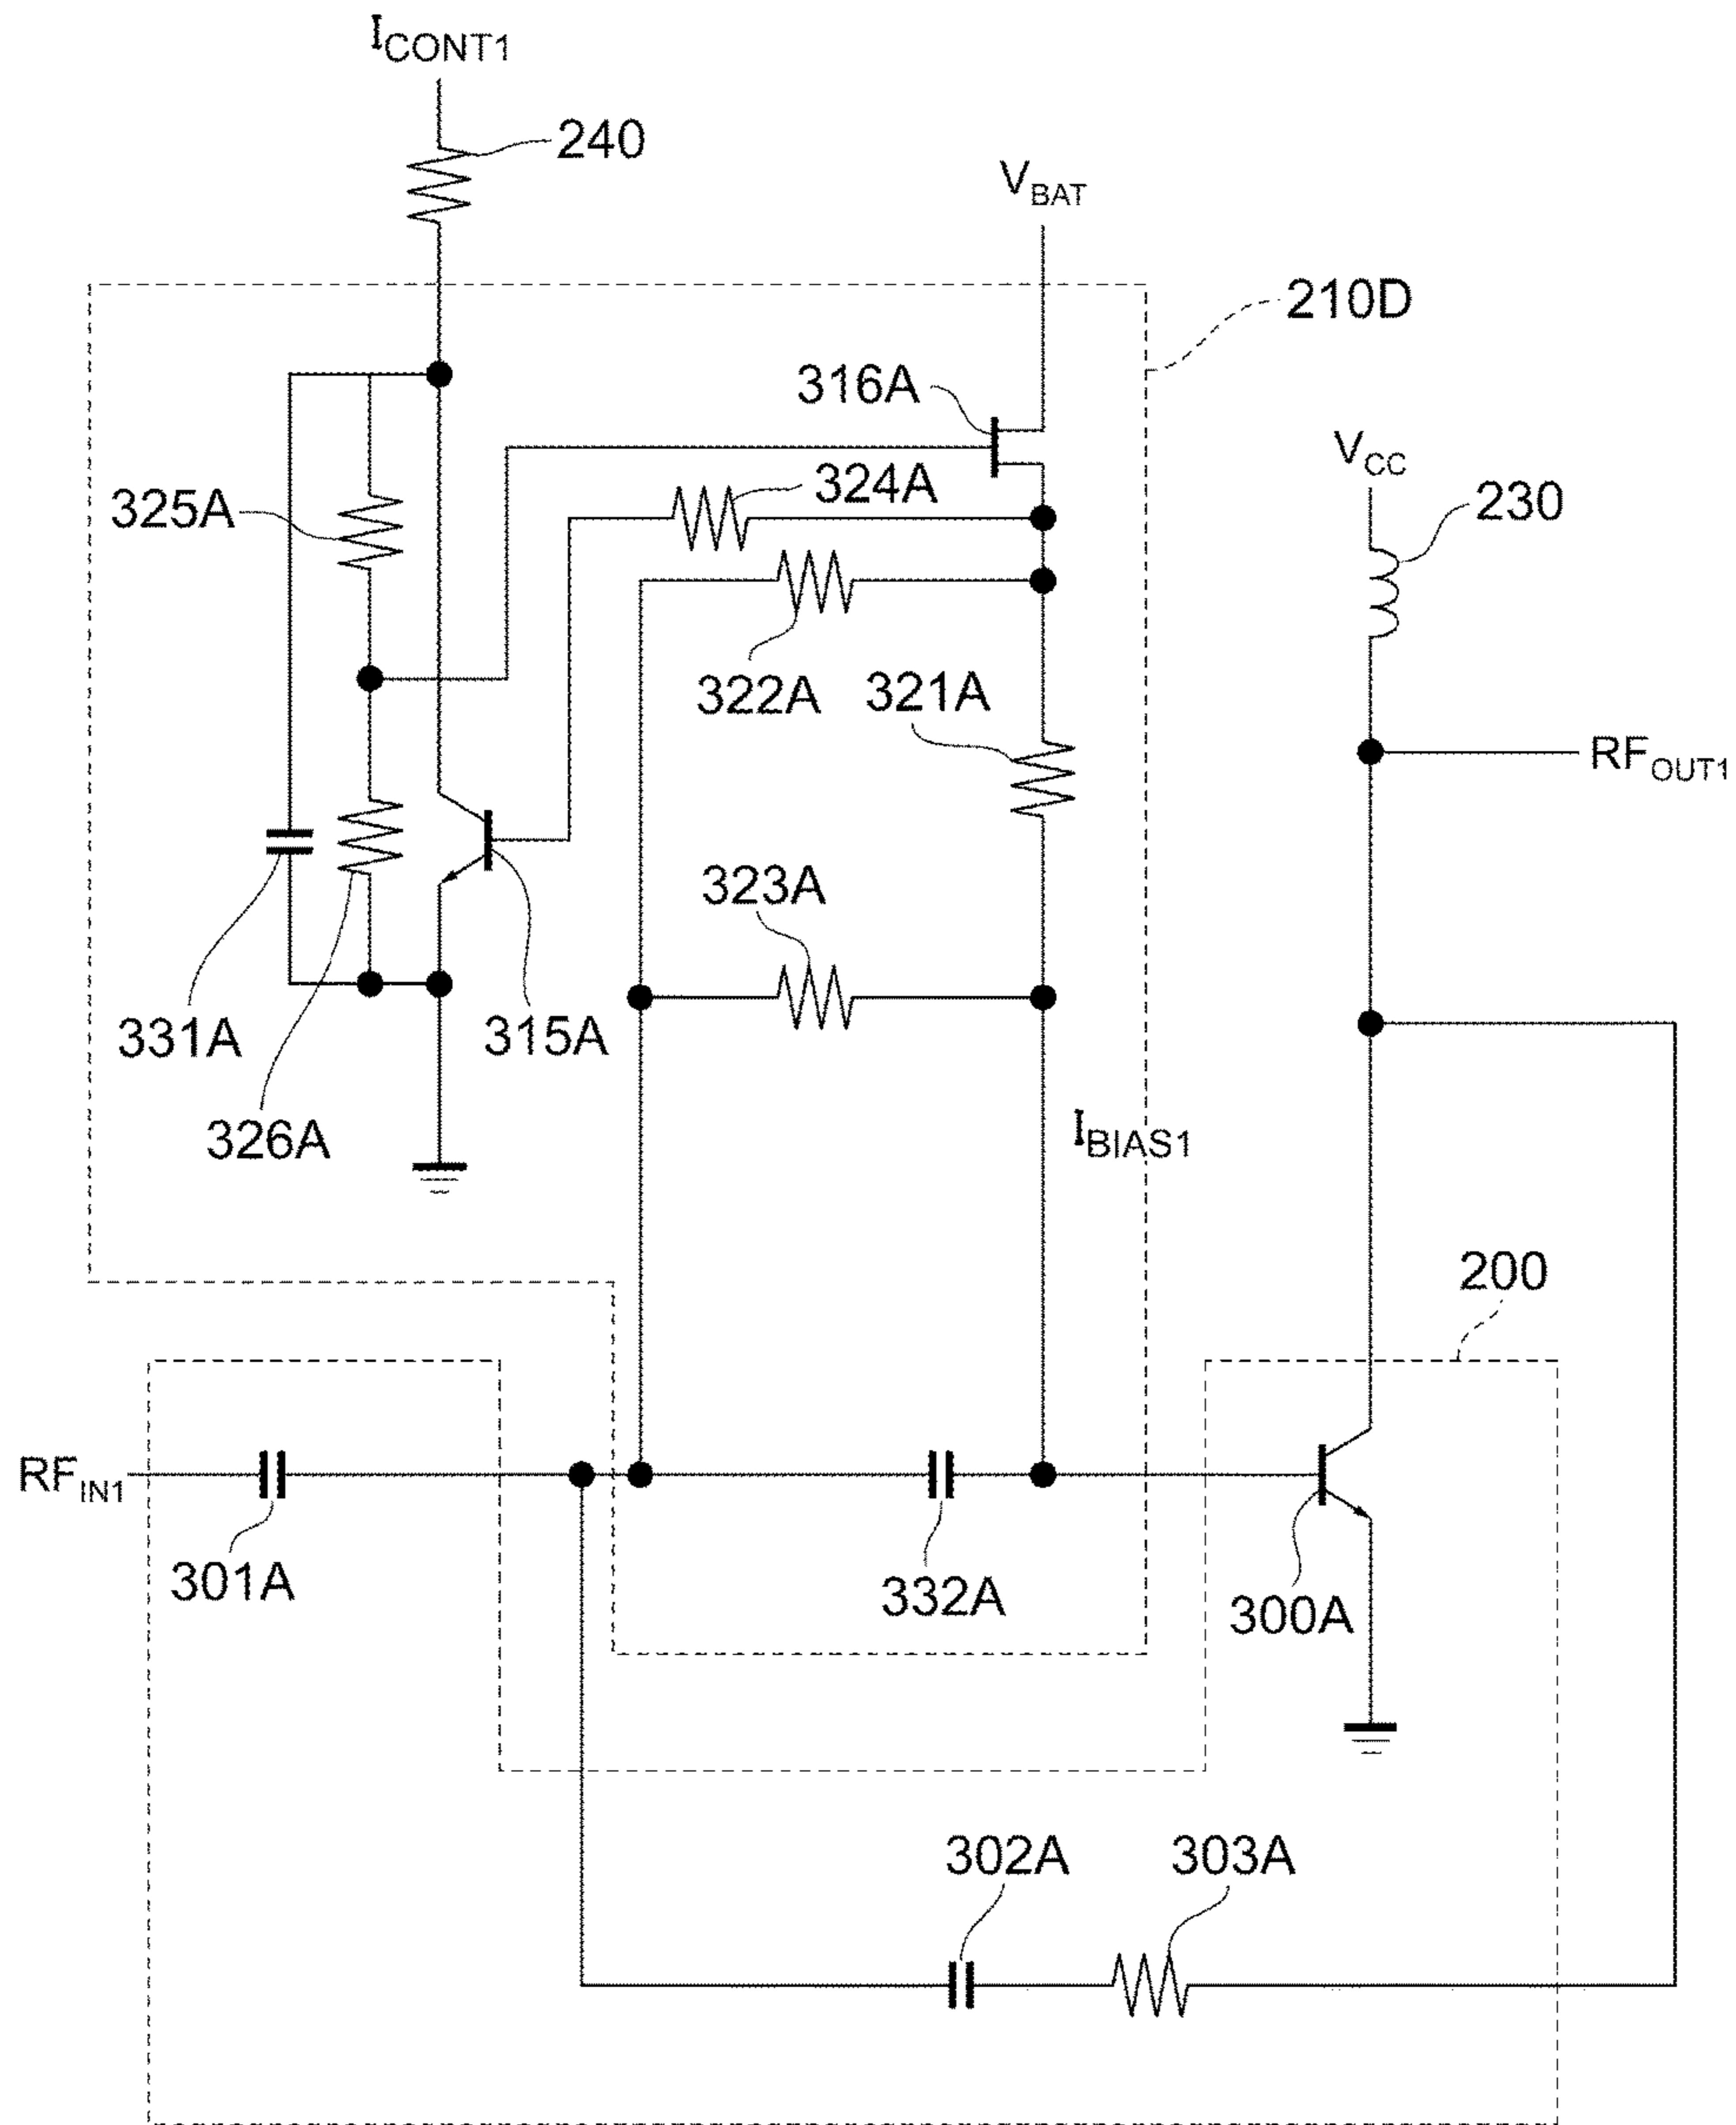 ICONT1
240
VBAT
210D
316A
VCC
324A
325A
230
322A
321A
RFOUT1
323A
331A
315A
326A
IBIAS1
200
RFIN1
301A
332A
300A
302A
303A